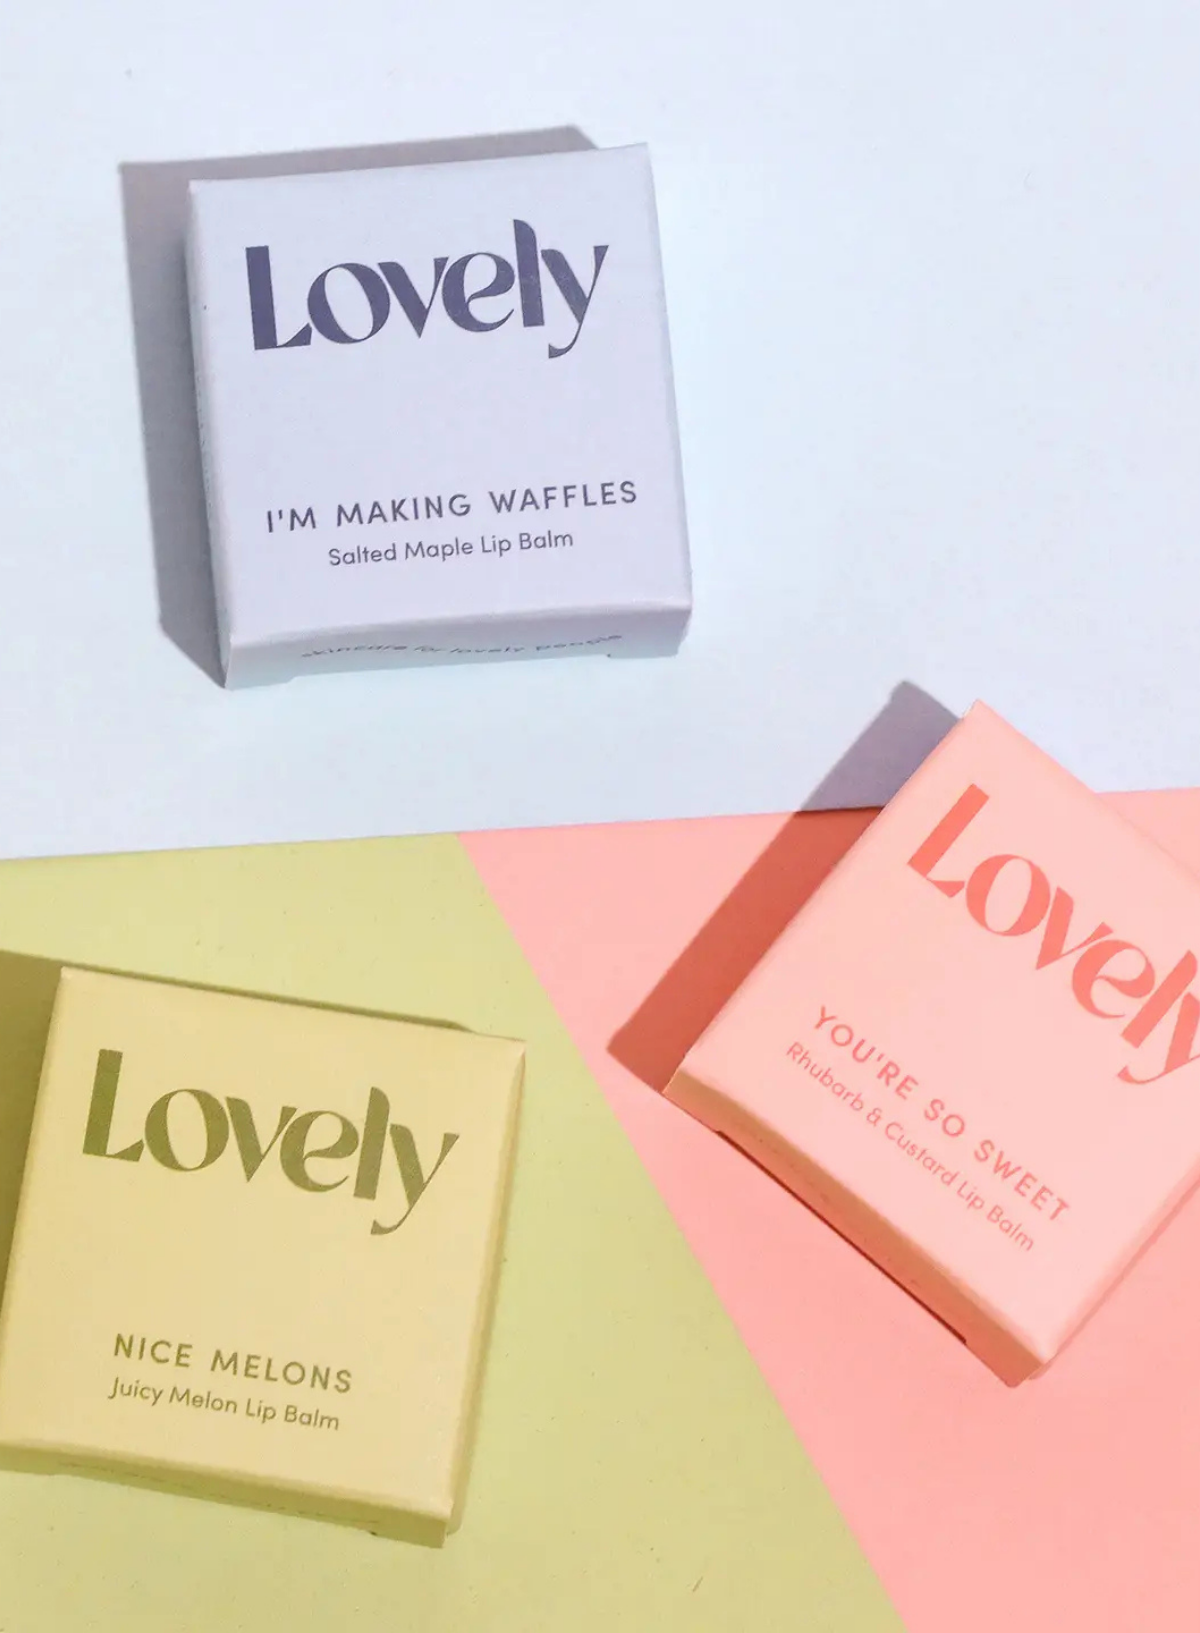 Lovely
I'M MAKING WAFFLES
Salted Maple Lip Balm
skincare for lovely people
Lovely
YOU'RE SO SWEET
Rhubarb & Custard Lip Balm
Lovely
NICE MELONS
Juicy Melon Lip Balm